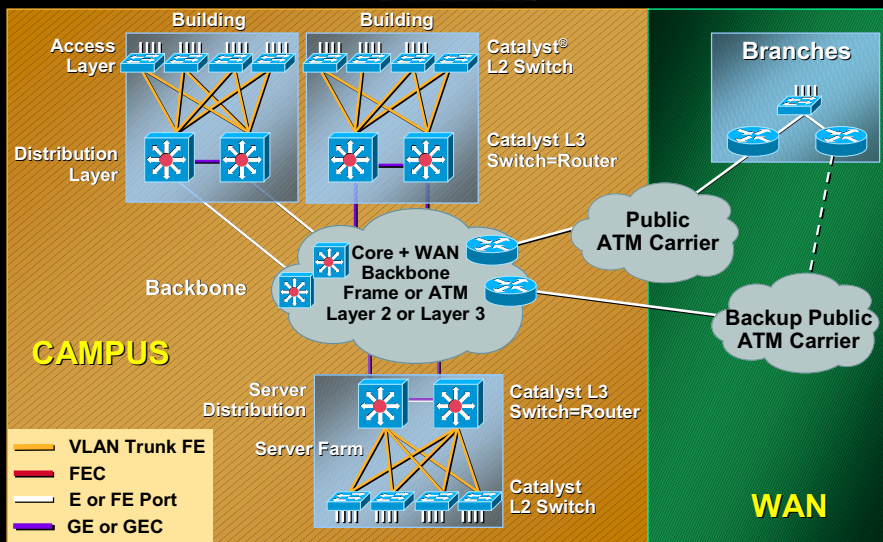 Building
Building
Access
Layer
Catalyst®
L2 Switch
Branches
Distribution
Layer
Catalyst L3
Switch=Router
Public
ATM Carrier
Core + WAN
Backbone
Frame or ATM
Layer 2 or Layer 3
Backbone
Backup Public
ATM Carrier
CAMPUS
Server
Distribution
Catalyst L3
Switch=Router
Server Farm
Catalyst
L2 Switch
VLAN Trunk FE
FEC
E or FE Port
GE or GEC
WAN